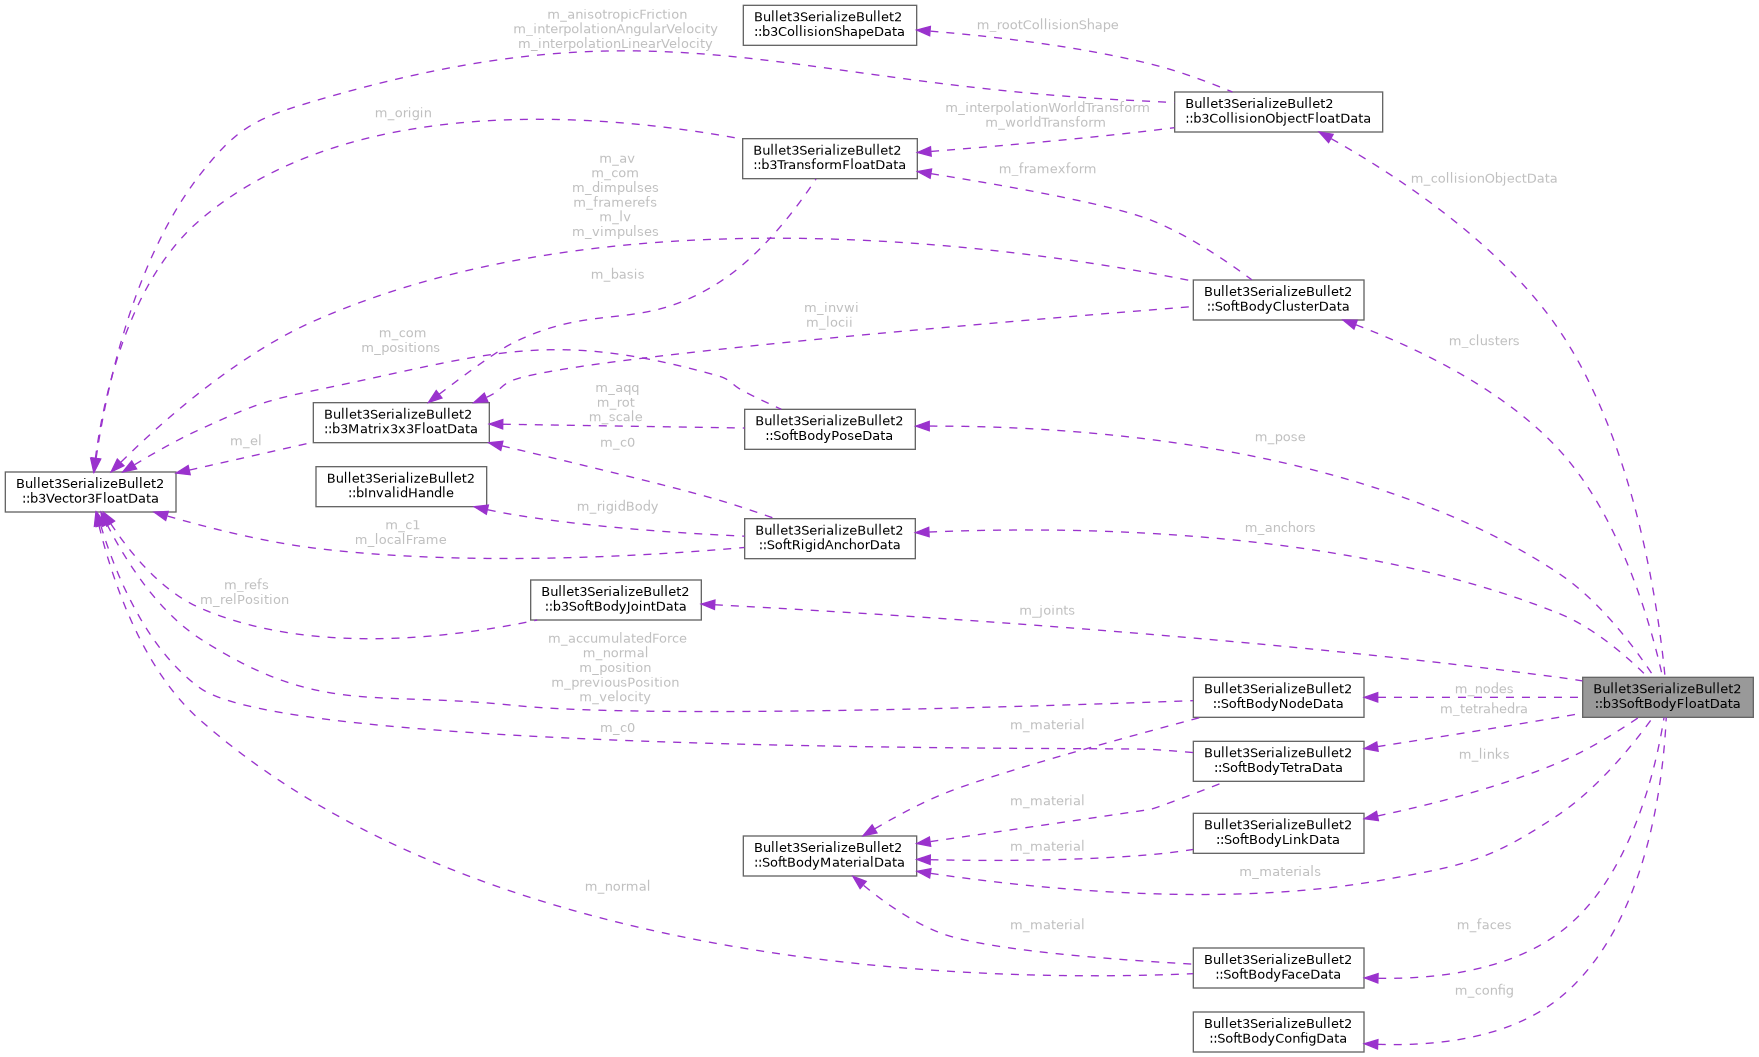 m_anisotropicFriction
m_interpolationAngularVelocity
m_interpolationLinearVelocity
Bullet3SerializeBullet2
::b3CollisionShapeData
m_rootCollisionShape
m_origin
m_interpolationWorldTransform
m_worldTransform
Bullet3SerializeBullet2
::b3CollisionObjectFloatData
Bullet3SerializeBullet2
::b3TransformFloatData
m_av
m_com
m_dimpulses
m_framerefs
m_lv
m_vimpulses
m_framexform
m_collisionObjectData
m_basis
Bullet3SerializeBullet2
::SoftBodyClusterData
m_invwi
m_locii
m_com
m_positions
m_clusters
m_aqq
m_rot
m_scale
Bullet3SerializeBullet2
::b3Matrix3x3FloatData
Bullet3SerializeBullet2
::SoftBodyPoseData
m_pose
m_el
m_c0
Bullet3SerializeBullet2
::b3Vector3FloatData
Bullet3SerializeBullet2
::bInvalidHandle
m_rigidBody
m_c1
m_localFrame
Bullet3SerializeBullet2
::SoftRigidAnchorData
m_anchors
m_refs
m_relPosition
Bullet3SerializeBullet2
::b3SoftBodyJointData
m_joints
m_accumulatedForce
m_normal
m_position
m_previousPosition
m_velocity
Bullet3SerializeBullet2
::SoftBodyNodeData
m_nodes
m_tetrahedra
Bullet3SerializeBullet2
::b3SoftBodyFloatData
m_c0
m_material
Bullet3SerializeBullet2
::SoftBodyTetraData
m_links
m_material
Bullet3SerializeBullet2
::SoftBodyLinkData
m_material
Bullet3SerializeBullet2
::SoftBodyMaterialData
m_materials
m_normal
m_material
m_faces
Bullet3SerializeBullet2
::SoftBodyFaceData
m_config
Bullet3SerializeBullet2
::SoftBodyConfigData